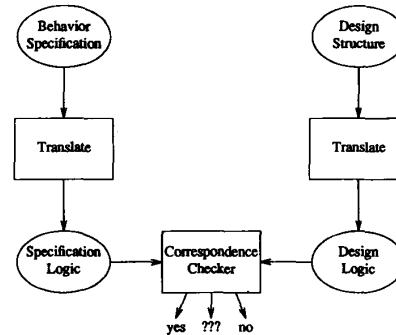 Behavior
Specification
Design
Structure
Translate
Translate
Specification
Logic
Correspondence
Checker
Design
Logic
yes ??? no